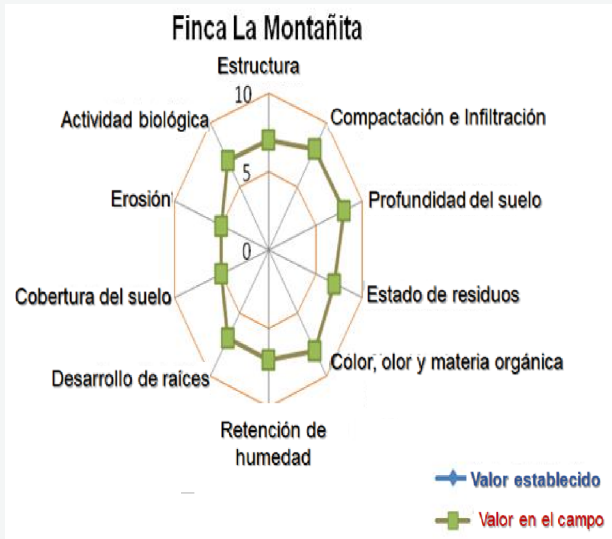 Finca La Montañita
Estructura
10
Actividad biológica
Compactación e Infiltración
5
Erosión
Profundidad del suelo
0
Cobertura del suelo
Estado de residuos
Color, olor y materia orgánica
Desarrollo de raíces
Retención de
humedad
Valor establecido
Valor en el campo